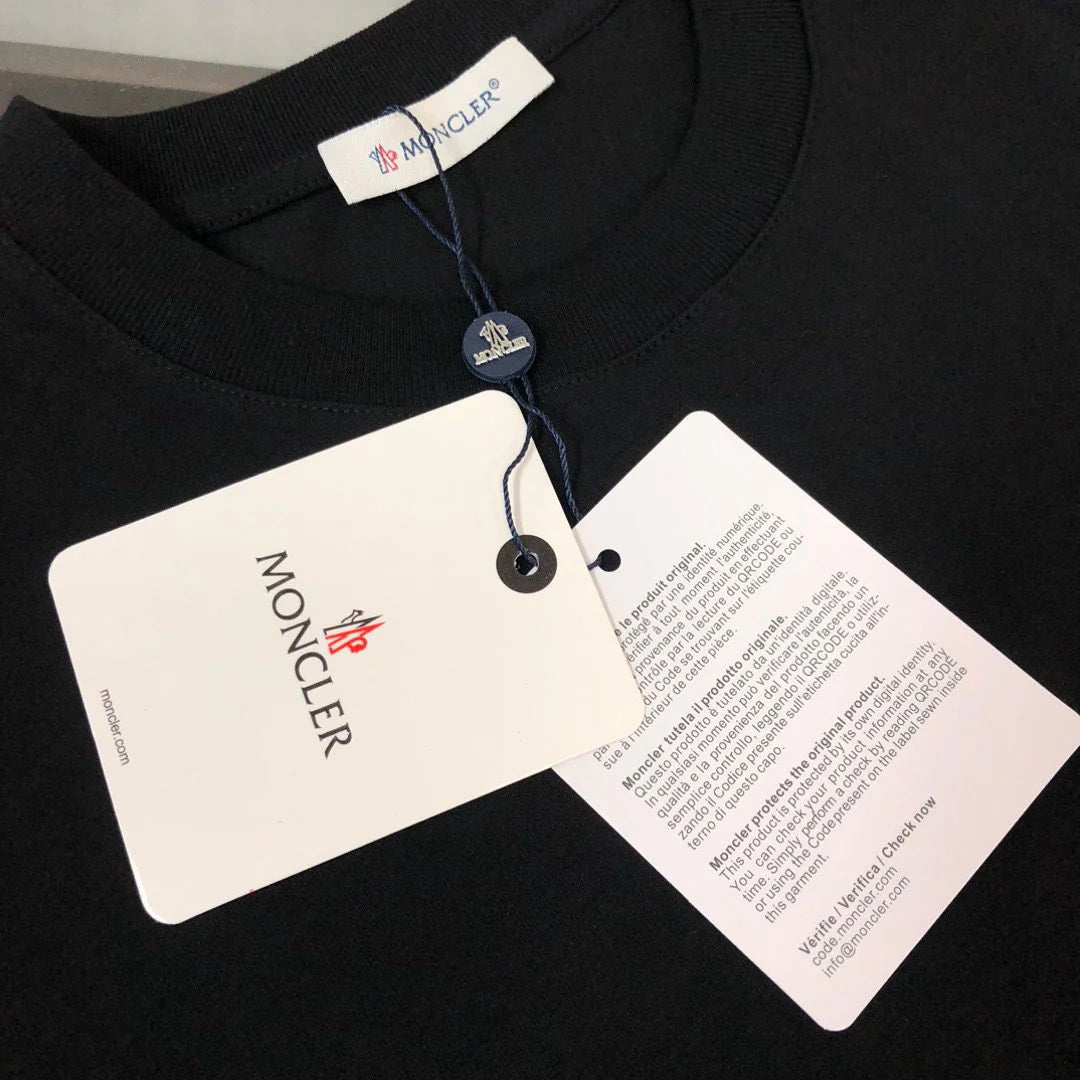 MONCLER®
MONCLER
MONCLER
moncler.com
le produit original.
protégé par une identité numérique.
vérifier à tout moment l'authenticité,
provenance du produit en effectuant
contrôle par la lecture du QRCODE ou
du Code se trouvant sur l'étiquette cou-
sue à l'intérieur de cette pièce.
Moncler tutela il prodotto originale.
Questo prodotto è tutelato da un'identità digitale.
In qualsiasi momento può verificare l'autenticità, la
qualità e la provenienza del prodotto facendo un
semplice controllo, leggendo il QRCODE o utiliz-
zando il Codice presente sull'etichetta cucita all'in-
terno di questo capo.
Moncler protects the original product.
This product is protected by its own digital identity.
You can check your product information at any
time. Simply perform a check by reading QRCODE
or using the Code present on the label sewn inside
this garment.
Vérifie / Verifica / Check now
code.moncler.com
info@moncler.com